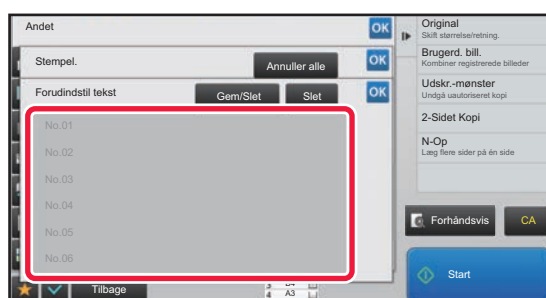 Andet
OK
Stempel.
Annuller alle
OK
Forudindstil tekst
Gem/Slet
Slet
OK
No.01
No.02
No.03
No.04
No.05
No.06
Tilbage
4 A3
Original
Skift størrelse/retning.
Brugerd. bill.
Kombiner registrerede billeder
Udskr.-mønster
Undgå uautoriseret kopi
2-Sidet Kopi
N-Op
Læg flere sider på én side
Forhåndsvis
CA
Start